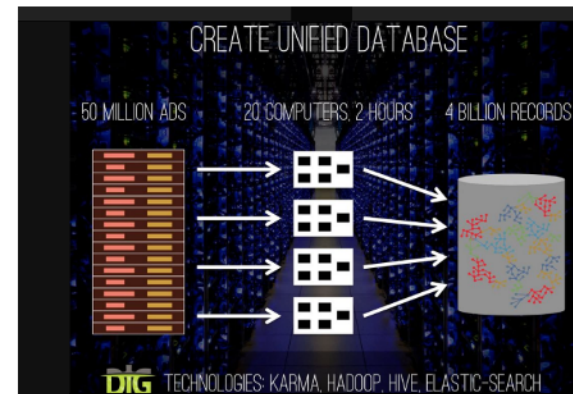 CREATE UNIFIED DATABASE
50 MILLION ADS
20 COMPUTERS, 2 HOURS
4 BILLION RECORDS
DIG TECHNOLOGIES: KARMA, HADOOP, HIVE, ELASTIC-SEARCH